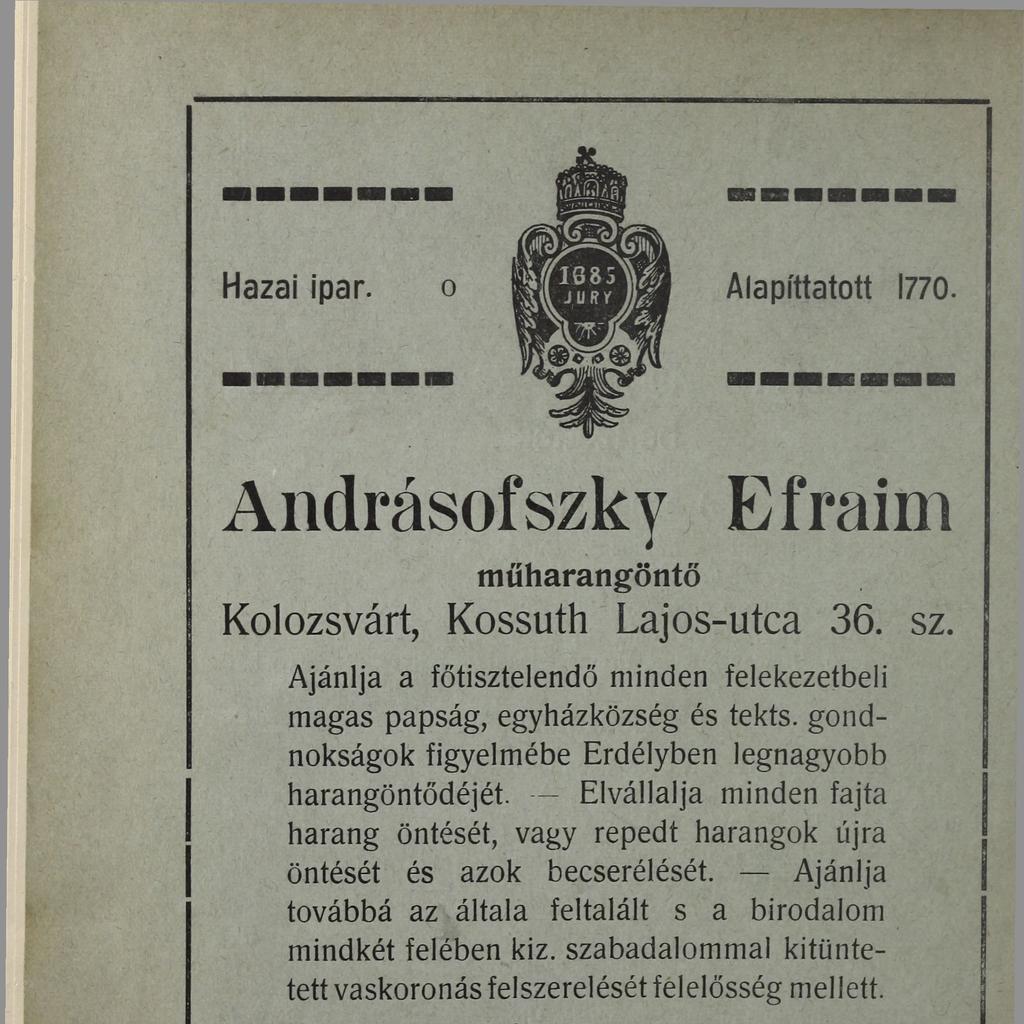 Hazai ipar. o
1685
JURY
Alapíttatott 1770.
Andrásofszky Efraim
műharangöntő
Kolozsvárt, Kossuth Lajos-utca 36. sz.
Ajánlja a főtisztelendő minden felekezetbeli
magas papság, egyházközség és tekts. gond-
nokságok figyelmébe Erdélyben legnagyobb
harangöntődéjét. — Elvállalja minden fajta
harang öntését, vagy repedt harangok újra
öntését és azok becserélését. — Ajánlja
továbbá az általa feltalált s a birodalom
mindkét felében kiz. szabadalommal kitünte-
tett vaskoronás felszerelését felelősség mellett.